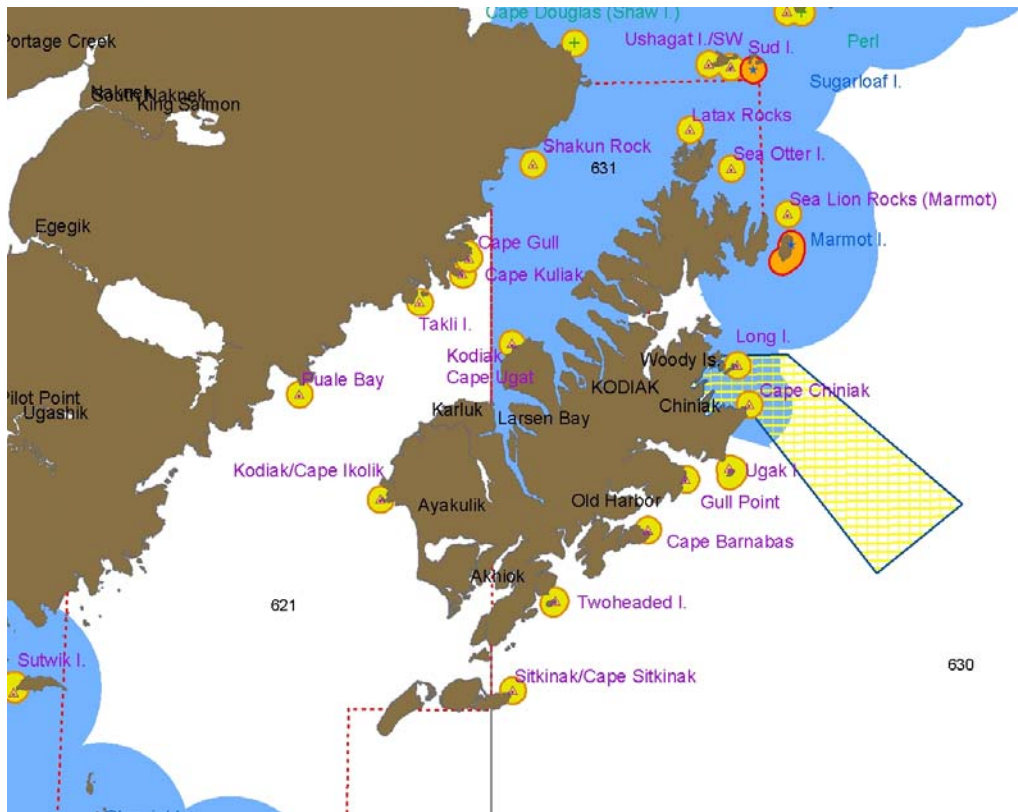 Cape Douglas (Shaw I.)
Portage Creek
Ushagat I./SW
Sud I.
Perl
Naknek
South Naknek
King Salmon
Sugarloaf I.
Latax Rocks
Shakun Rock
631
Sea Otter I.
Sea Lion Rocks (Marmot)
Egegik
Cape Gull
Marmot I.
Cape Kuliak
Takli I.
Long I.
Kodiak
Cape Ugat
Woody Is.
Puale Bay
KODIAK
Cape Chiniak
Pilot Point
Ugashik
Karluk
Larsen Bay
Chiniak
Kodiak/Cape Ikolik
Ugak I.
Ayakulik
Old Harbor
Gull Point
Cape Barnabas
Akhiok
621
Twoheaded I.
Sutwik I.
Sitkinak/Cape Sitkinak
630